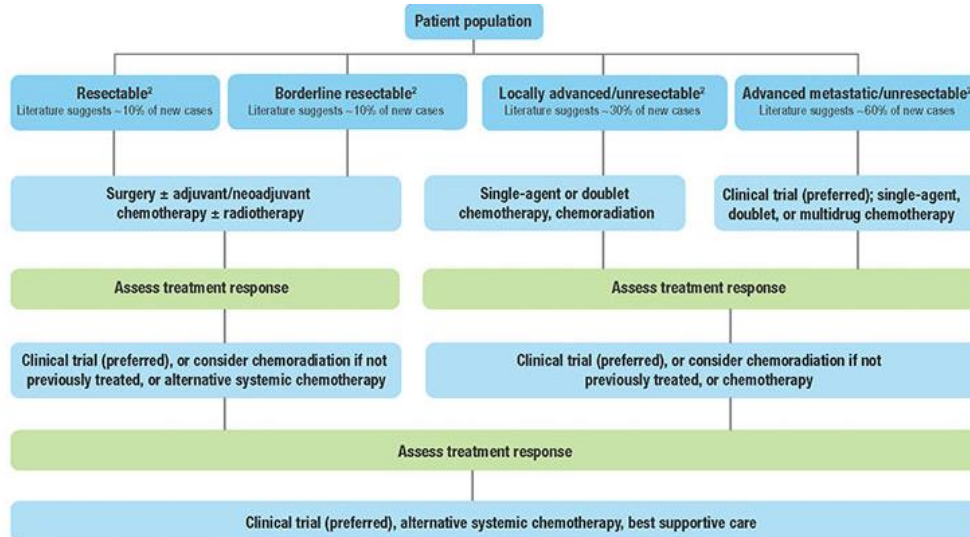 Patient population
Resectable²
Literature suggests ~10% of new cases
Borderline resectable²
Literature suggests ~10% of new cases
Locally advanced/unresectable²
Literature suggests ~30% of new cases
Advanced metastatic/unresectable²
Literature suggests ~60% of new cases
Surgery ± adjuvant/neoadjuvant
chemotherapy ± radiotherapy
Single-agent or doublet
chemotherapy, chemoradiation
Clinical trial (preferred); single-agent,
doublet, or multidrug chemotherapy
Assess treatment response
Assess treatment response
Clinical trial (preferred), or consider chemoradiation if not
previously treated, or alternative systemic chemotherapy
Clinical trial (preferred), or consider chemoradiation if not
previously treated, or chemotherapy
Assess treatment response
Clinical trial (preferred), alternative systemic chemotherapy, best supportive care